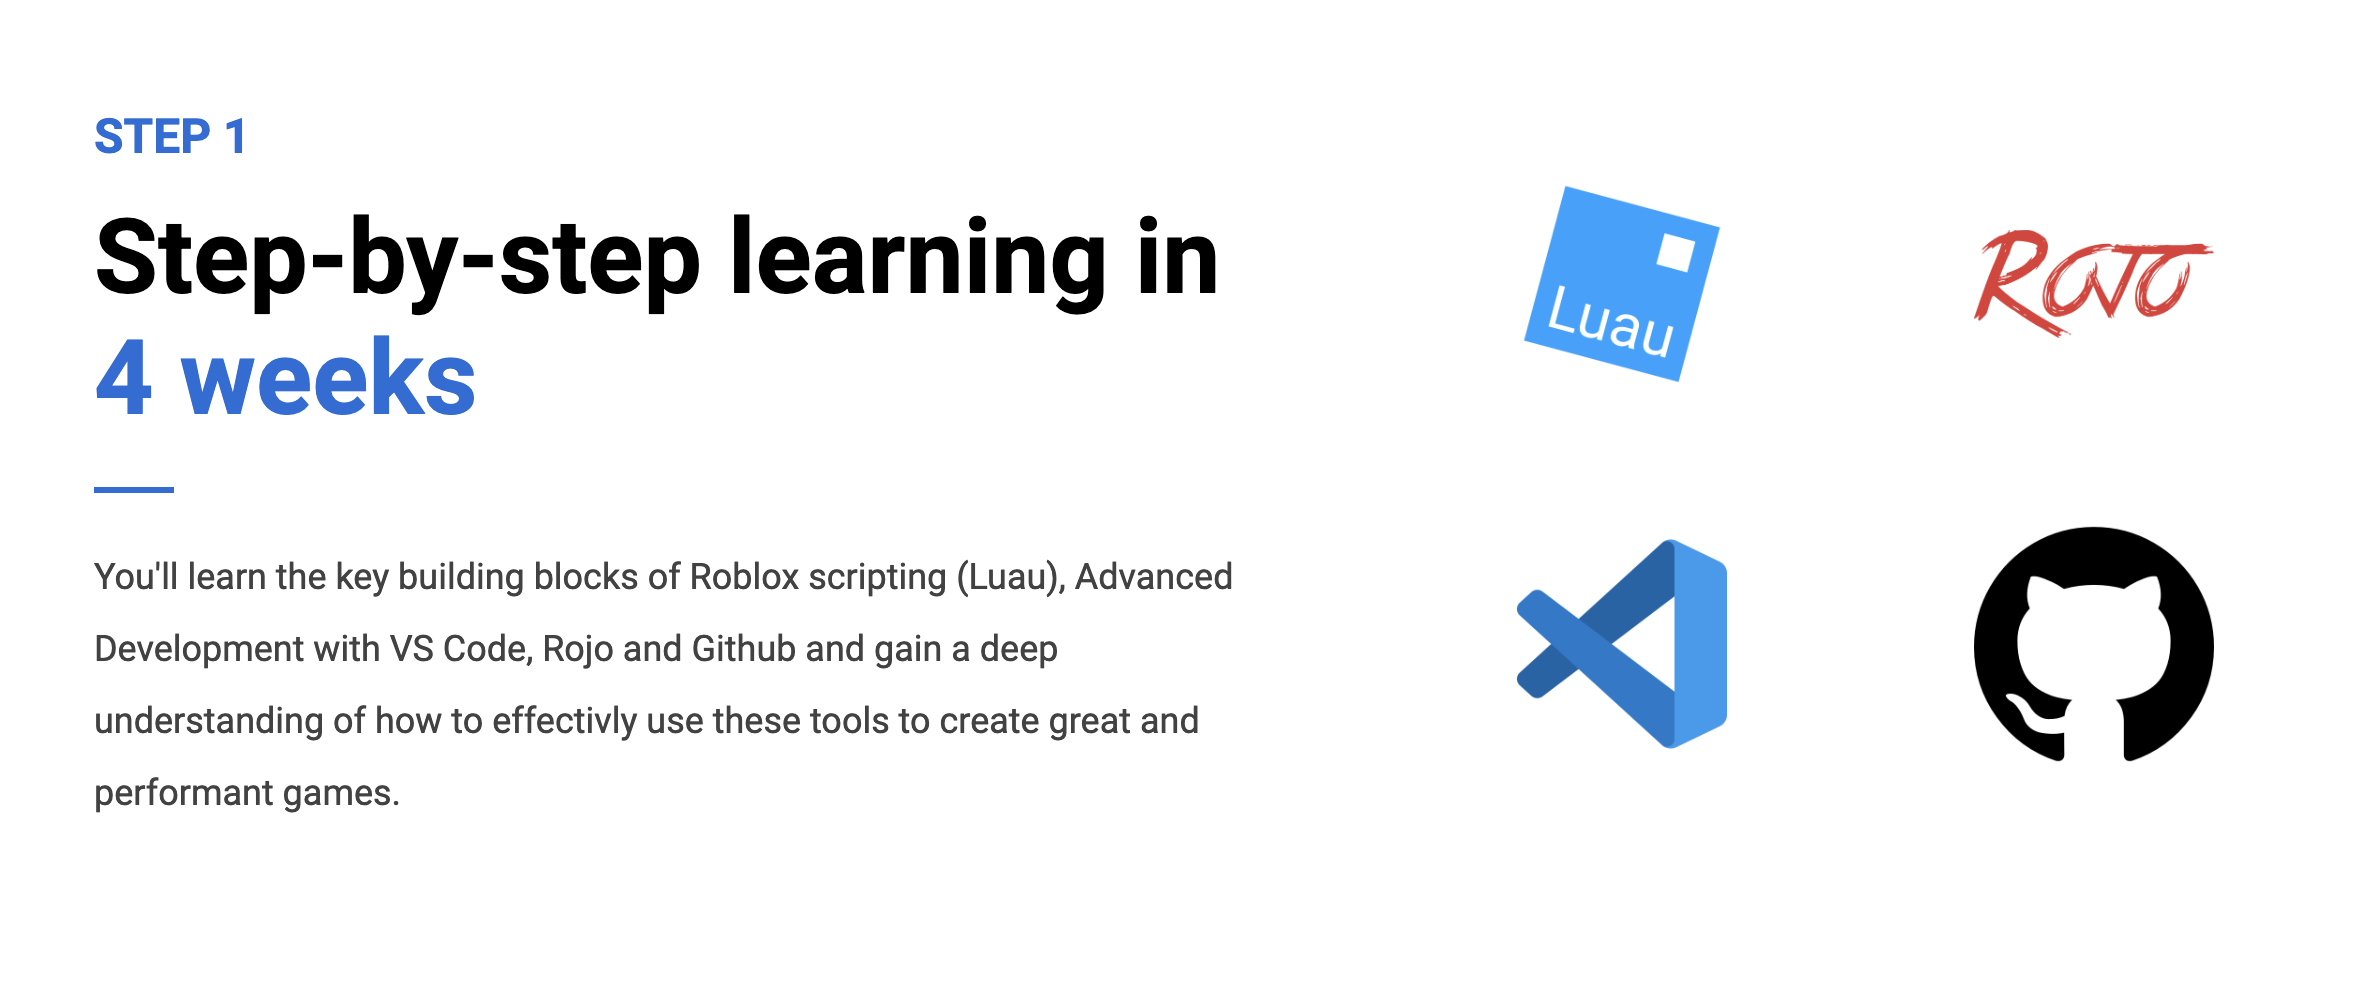 STEP 1
Step-by-step learning in
4 weeks
You'll learn the key building blocks of Roblox scripting (Luau), Advanced
Development with VS Code, Rojo and Github and gain a deep
understanding of how to effectivly use these tools to create great and
performant games.
Luau
ROJO